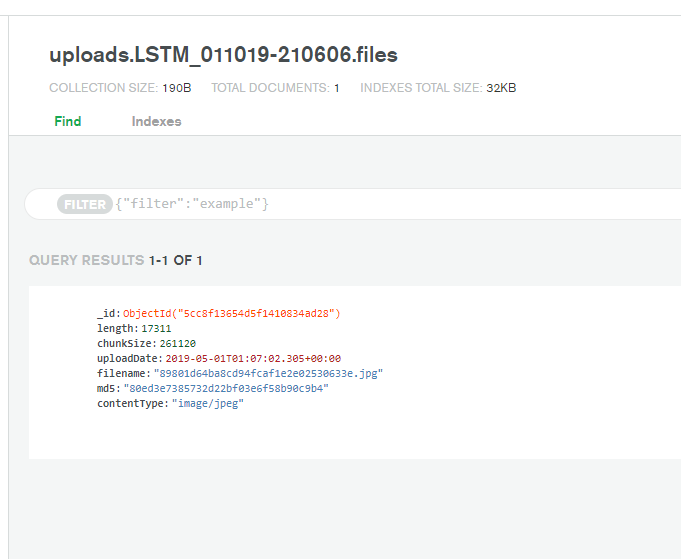 uploads.LSTM_011019-210606.files
COLLECTION SIZE: 190B TOTAL DOCUMENTS: 1 INDEXES TOTAL SIZE: 32KB
Find Indexes
FILTER {"filter":"example"}
QUERY RESULTS 1-1 OF 1
_id: ObjectId("5cc8f13654d5f1410834ad28")
length: 17311
chunkSize: 261120
uploadDate: 2019-05-01T01:07:02.305+00:00
filename: "89801d64ba8cd94fcaf1e2e02530633e.jpg"
md5: "80ed3e7385732d22bf03e6f58b90c9b4"
contentType: "image/jpeg"